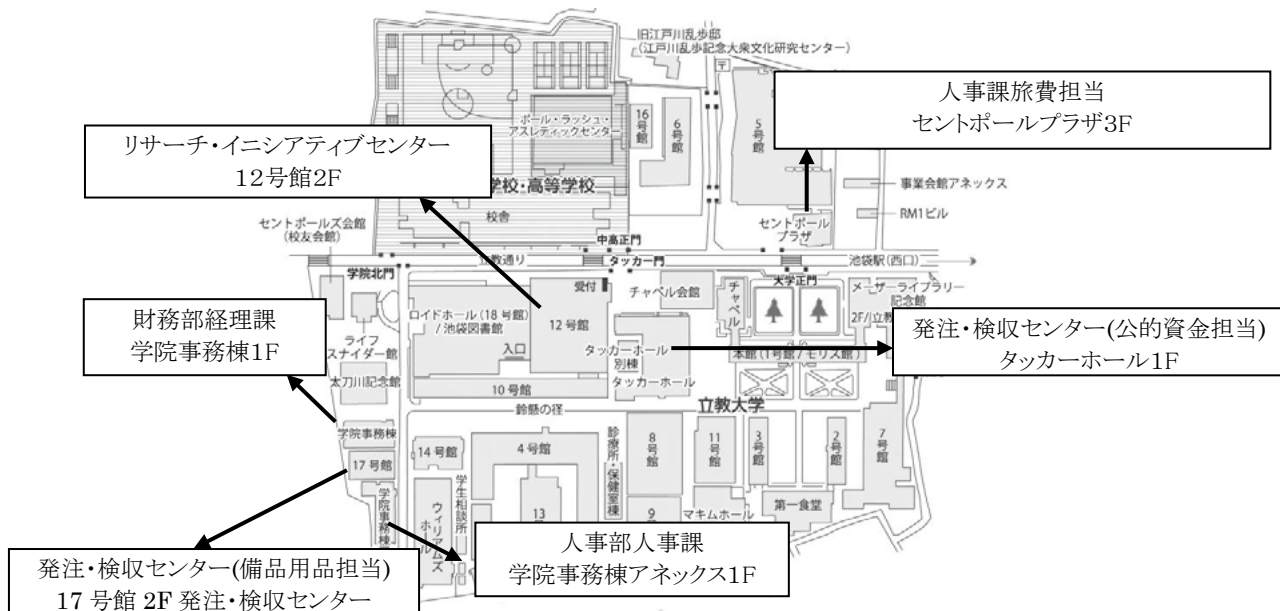 旧江戸川乱歩邸
(江戸川乱歩記念大衆文化研究センター)
人事課旅費担当
セントポールプラザ3F
ポール・ラッシュ・
アスレティックセンター
16号館
6号館
5号館
リサーチ・イニシアティブセンター
12号館2F
学校・高等学校
校舎
事業会館アネックス
RM1ビル
セントポール
プラザ
セントポールズ会館
(校友会館)
中高正門
立教通り
タッカー門
池袋駅(西口)
学院北門
受付
チャペル会館
チャペル
大学正門
メーザーライブラリー
記念館
2F/立教
ロイドホール(18号館)
/池袋図書館
12号館
入口
財務部経理課
学院事務棟1F
ライフ
スナイダー館
太刀川記念館
タッカーホール
別棟
タッカーホール
本館(1号館/モリス館)
発注・検収センター(公的資金担当)
タッカーホール1F
10号館
鈴懸の径
立教大学
学院事務棟
17号館
14号館
4号館
診療所・保健室棟
8号館
11号館
3号館
2号館
7号館
学院事務棟
ウィリアムズ
ホール
学生相談所
13
9号
マキムホール
第一食堂
人事部人事課
学院事務棟アネックス1F
発注・検収センター(備品用品担当)
17号館 2F 発注・検収センター